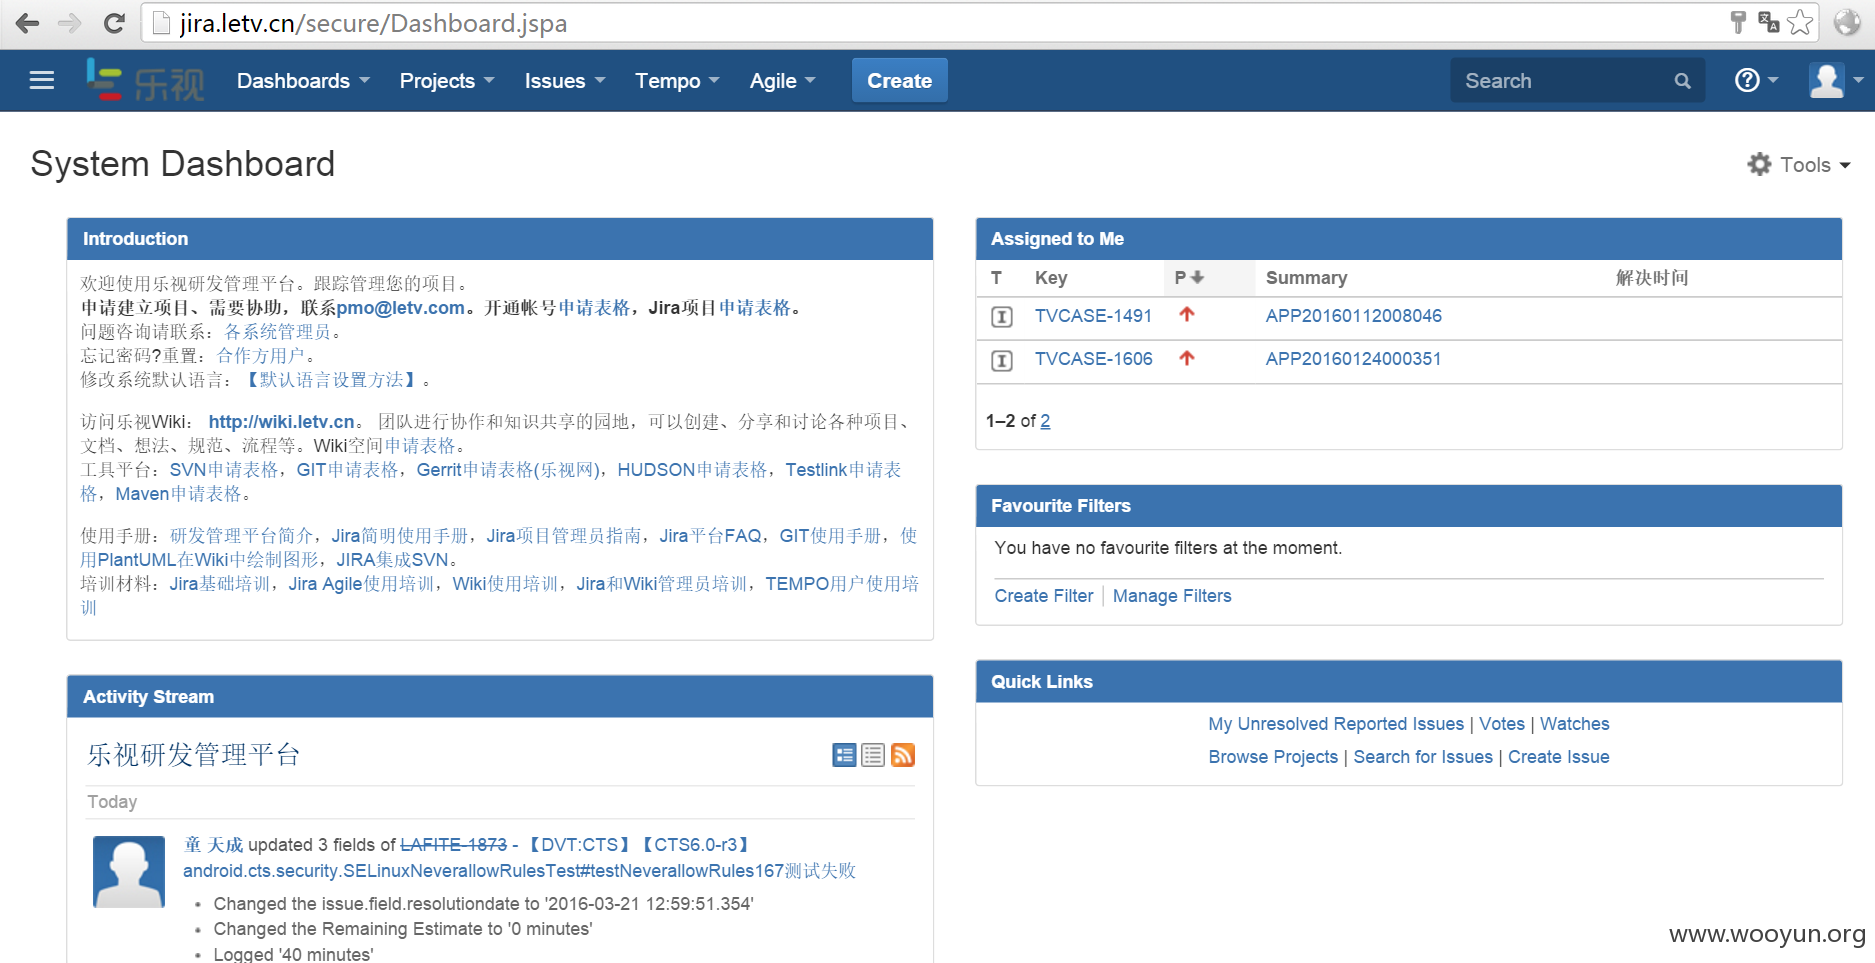 jira.letv.cn/secure/Dashboard.jspa
乐视 Dashboards Projects Issues Tempo Agile Create Search
System Dashboard
Tools
Introduction
欢迎使用乐视研发管理平台。跟踪管理您的项目。
申请建立项目、需要协助，联系pmo@letv.com。开通帐号申请表格，Jira项目申请表格。
问题咨询请联系：各系统管理员。
忘记密码?重置：合作方用户。
修改系统默认语言：【默认语言设置方法】。
访问乐视Wiki： http://wiki.letv.cn。 团队进行协作和知识共享的园地，可以创建、分享和讨论各种项目、
文档、想法、规范、流程等。Wiki空间申请表格。
工具平台：SVN申请表格，GIT申请表格，Gerrit申请表格(乐视网)，HUDSON申请表格，Testlink申请表
格，Maven申请表格。
使用手册：研发管理平台简介，Jira简明使用手册，Jira项目管理员指南，Jira平台FAQ，GIT使用手册，使
用PlantUML在Wiki中绘制图形，JIRA集成SVN。
培训材料：Jira基础培训，Jira Agile使用培训，Wiki使用培训，Jira和Wiki管理员培训，TEMPO用户使用培
训
Activity Stream
乐视研发管理平台
Today
童 天成 updated 3 fields of LAFITE-1873 - 【DVT:CTS】【CTS6.0-r3】
android.cts.security.SELinuxNeverallowRulesTest#testNeverallowRules167测试失败
• Changed the issue.field.resolutiondate to '2016-03-21 12:59:51.354'
• Changed the Remaining Estimate to '0 minutes'
• Logged '40 minutes'
Assigned to Me
T Key P Summary 解决时间
TVCASE-1491 APP20160112008046
TVCASE-1606 APP20160124000351
1–2 of 2
Favourite Filters
You have no favourite filters at the moment.
Create Filter Manage Filters
Quick Links
My Unresolved Reported Issues | Votes | Watches
Browse Projects | Search for Issues | Create Issue
www.wooyun.org